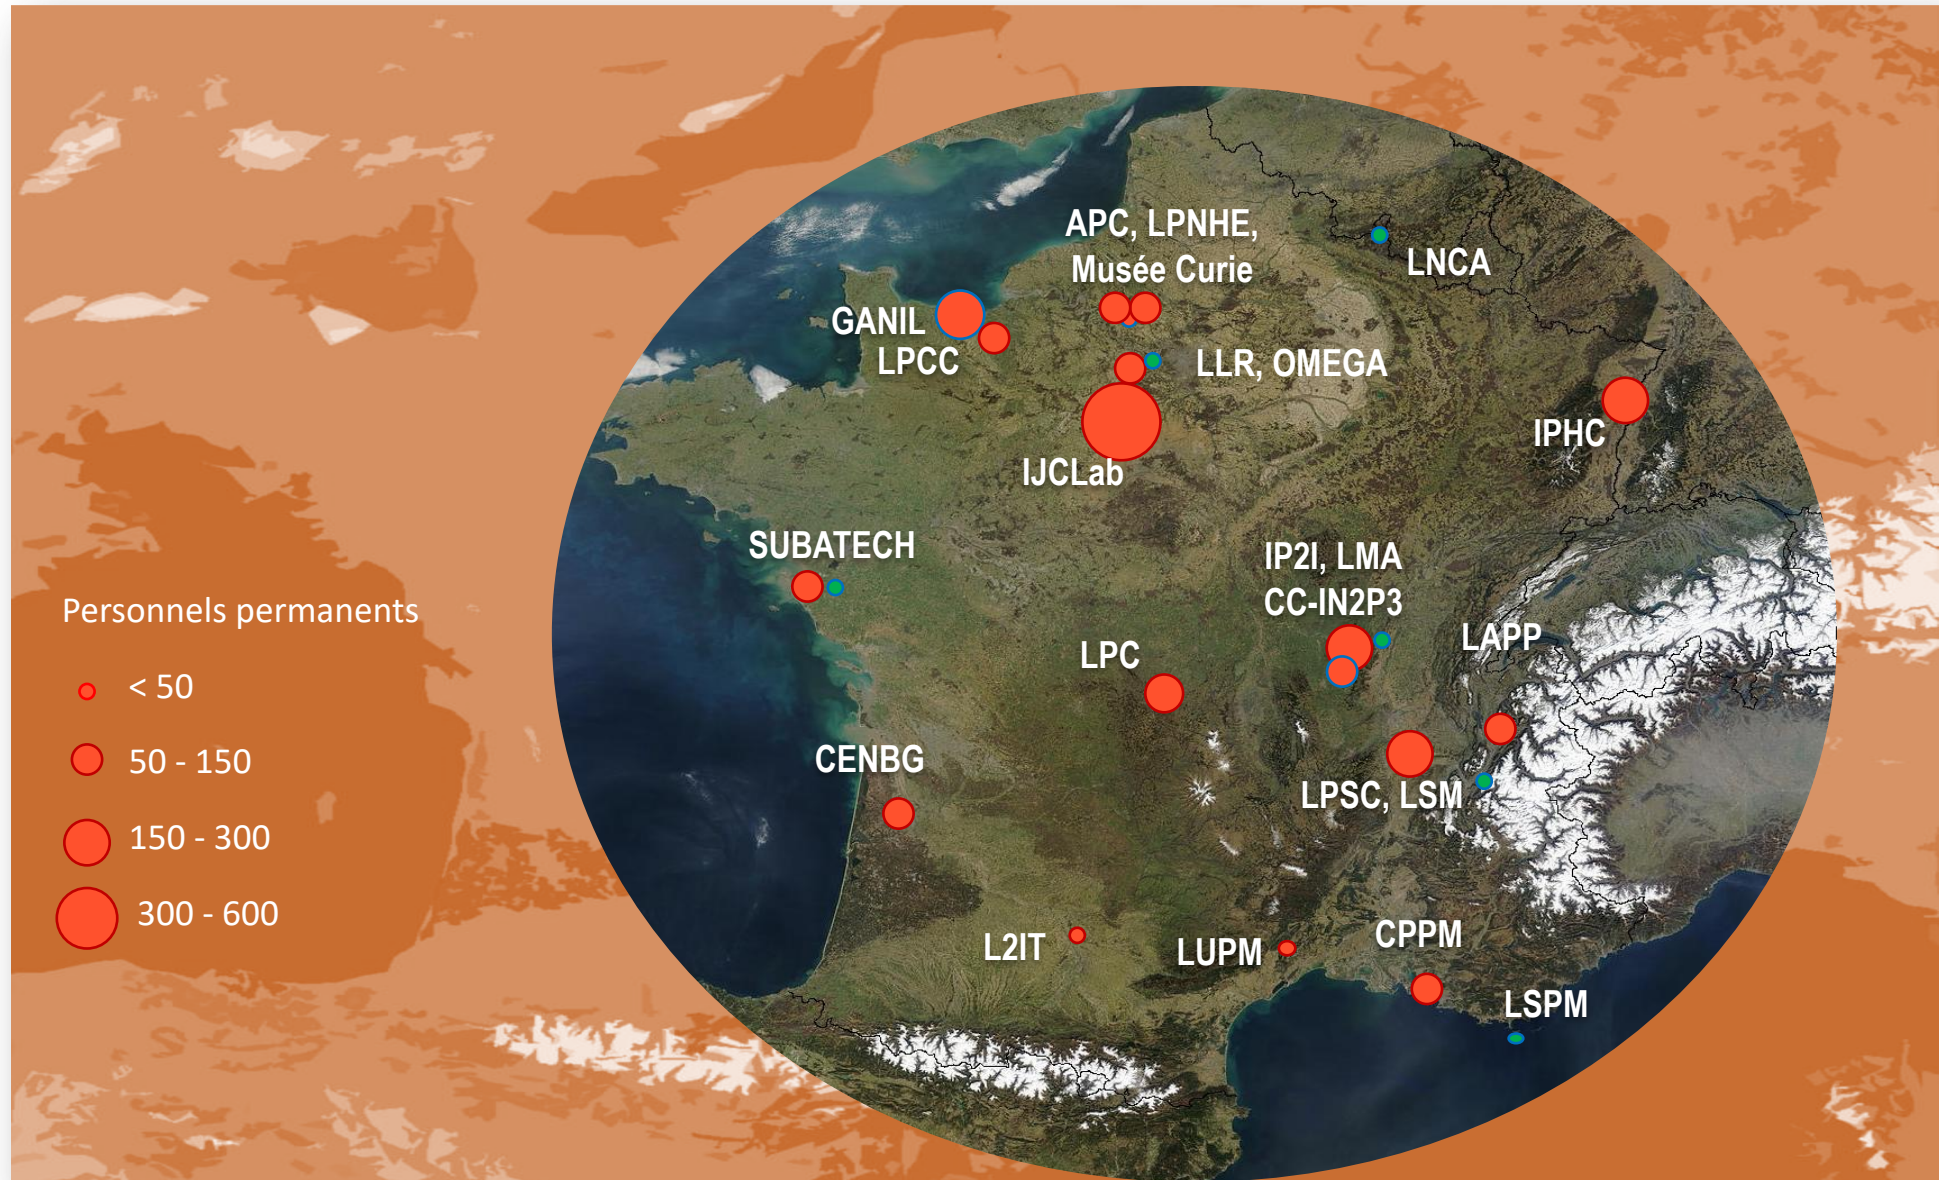 APC, LPNHE,
Musée Curie
LNCA
GANIL
LPCC
LLR, OMEGA
IPHC
IJCLab
SUBATECH
IP2I, LMA
CC-IN2P3
LAPP
LPC
CENBG
LPSC, LSM
L2IT
LUPM
CPPM
LSPM
Personnels permanents
< 50
50 - 150
150 - 300
300 - 600